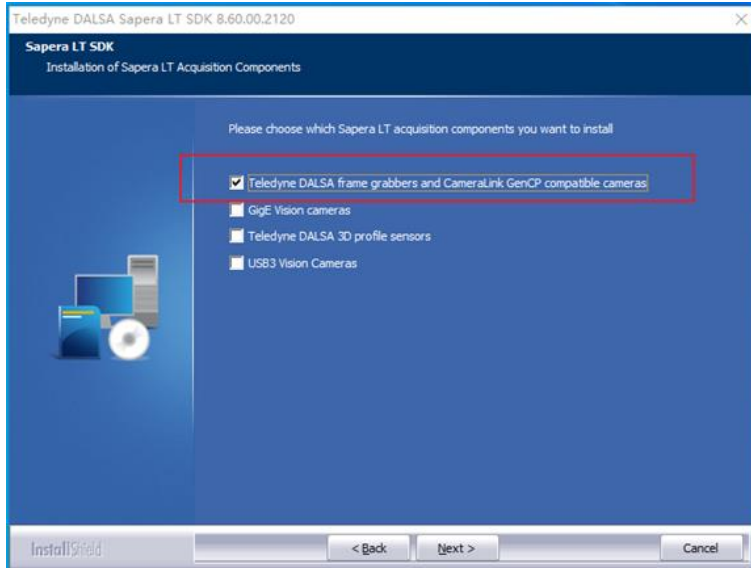 Teledyne DALSA Sapera LT SDK 8.60.00.2120
Sapera LT SDK
Installation of Sapera LT Acquisition Components
Please choose which Sapera LT acquisition components you want to install
Teledyne DALSA frame grabbers and CameraLink GenCP compatible cameras
GigE Vision cameras
Teledyne DALSA 3D profile sensors
USB3 Vision Cameras
InstallShield
< Back
Next >
Cancel